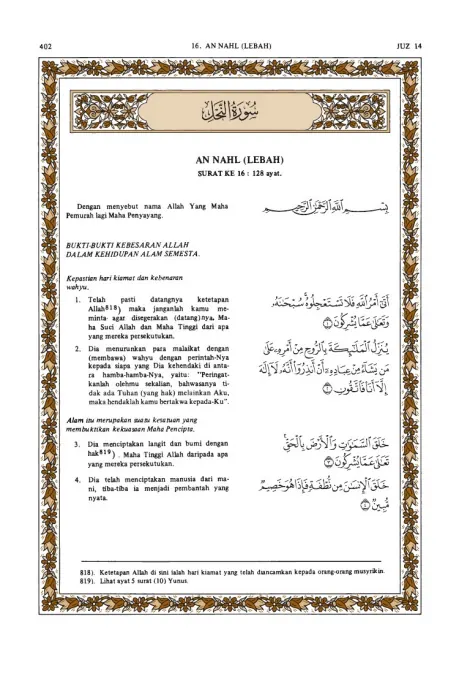 402 16. AN NAHL (LEBAH) JUZ 14
سُورَةُ النَّحْلِ
AN NAHL (LEBAH)
SURAT KE 16 : 128 ayat.
Dengan menyebut nama Allah Yang Maha
Pemurah lagi Maha Penyayang.
بِسْمِ اللَّهِ الرَّحْمَٰنِ الرَّحِيمِ
BUKTI-BUKTI KEBESARAN ALLAH
DALAM KEHIDUPAN ALAM SEMESTA.
Kepastian hari kiamat dan kebenaran
wahyu.
1. Telah pasti datangnya ketetapan
Allah818) maka janganlah kamu me-
minta agar disegerakan (datang)nya. Ma-
ha Suci Allah dan Maha Tinggi dari apa
yang mereka persekutukan.
أَتَىٰ أَمْرُ اللَّهِ فَلَا تَسْتَعْجِلُوهُ سُبْحَانَهُ
وَتَعَالَىٰ عَمَّا يُشْرِكُونَ ①
2. Dia menurunkan para malaikat dengan
(membawa) wahyu dengan perintah-Nya
kepada siapa yang Dia kehendaki di anta-
ra hamba-hamba-Nya, yaitu: "Peringat-
kanlah olehmu sekalian, bahwasanya ti-
dak ada Tuhan (yang hak) melainkan Aku,
maka hendaklah kamu bertakwa kepada-Ku".
يُنَزِّلُ الْمَلَائِكَةَ بِالرُّوحِ مِنْ أَمْرِهِ عَلَىٰ
مَن يَشَاءُ مِنْ عِبَادِهِ أَنْ أَنذِرُوا أَنَّهُ لَا إِلَٰهَ
إِلَّا أَنَا فَاتَّقُونِ ②
Alam itu merupakan suatu kesatuan yang
membuktikan kekuasaan Maha Pencipta.
3. Dia menciptakan langit dan bumi dengan
hak819). Maha Tinggi Allah daripada apa
yang mereka persekutukan.
خَلَقَ السَّمَاوَاتِ وَالْأَرْضَ بِالْحَقِّ
تَعَالَىٰ عَمَّا يُشْرِكُونَ ③
4. Dia telah menciptakan manusia dari ma-
ni, tiba-tiba ia menjadi pembantah yang
nyata.
خَلَقَ الْإِنسَانَ مِن نُّطْفَةٍ فَإِذَا هُوَ خَصِيمٌ
مُّبِينٌ ④
818). Ketetapan Allah di sini ialah hari kiamat yang telah diancamkan kepada orang-orang musyrikin.
819). Lihat ayat 5 surat (10) Yunus.